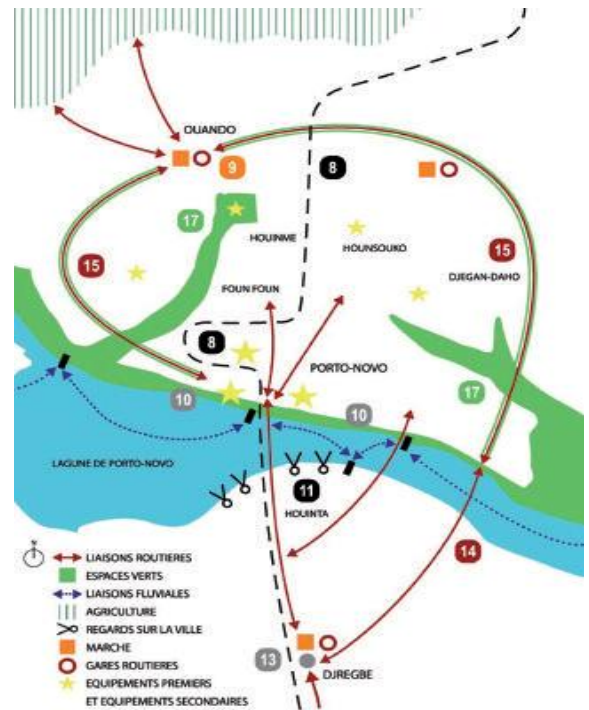 OUANDO
9
8
17
HOUINME
HOUNSOUKO
15
15
DJEGAN-DAHO
FOUN FOUN
8
PORTO-NOVO
10
10
17
LAGUNE DE PORTO-NOVO
11
HOUINTA
14
N
LIAISONS ROUTIERES
ESPACES VERTS
LIAISONS FLUVIALES
AGRICULTURE
REGARDS SUR LA VILLE
MARCHE
GARES ROUTIERES
EQUIPEMENTS PREMIERS
ET EQUIPEMENTS SECONDAIRES
13
DJREGBE